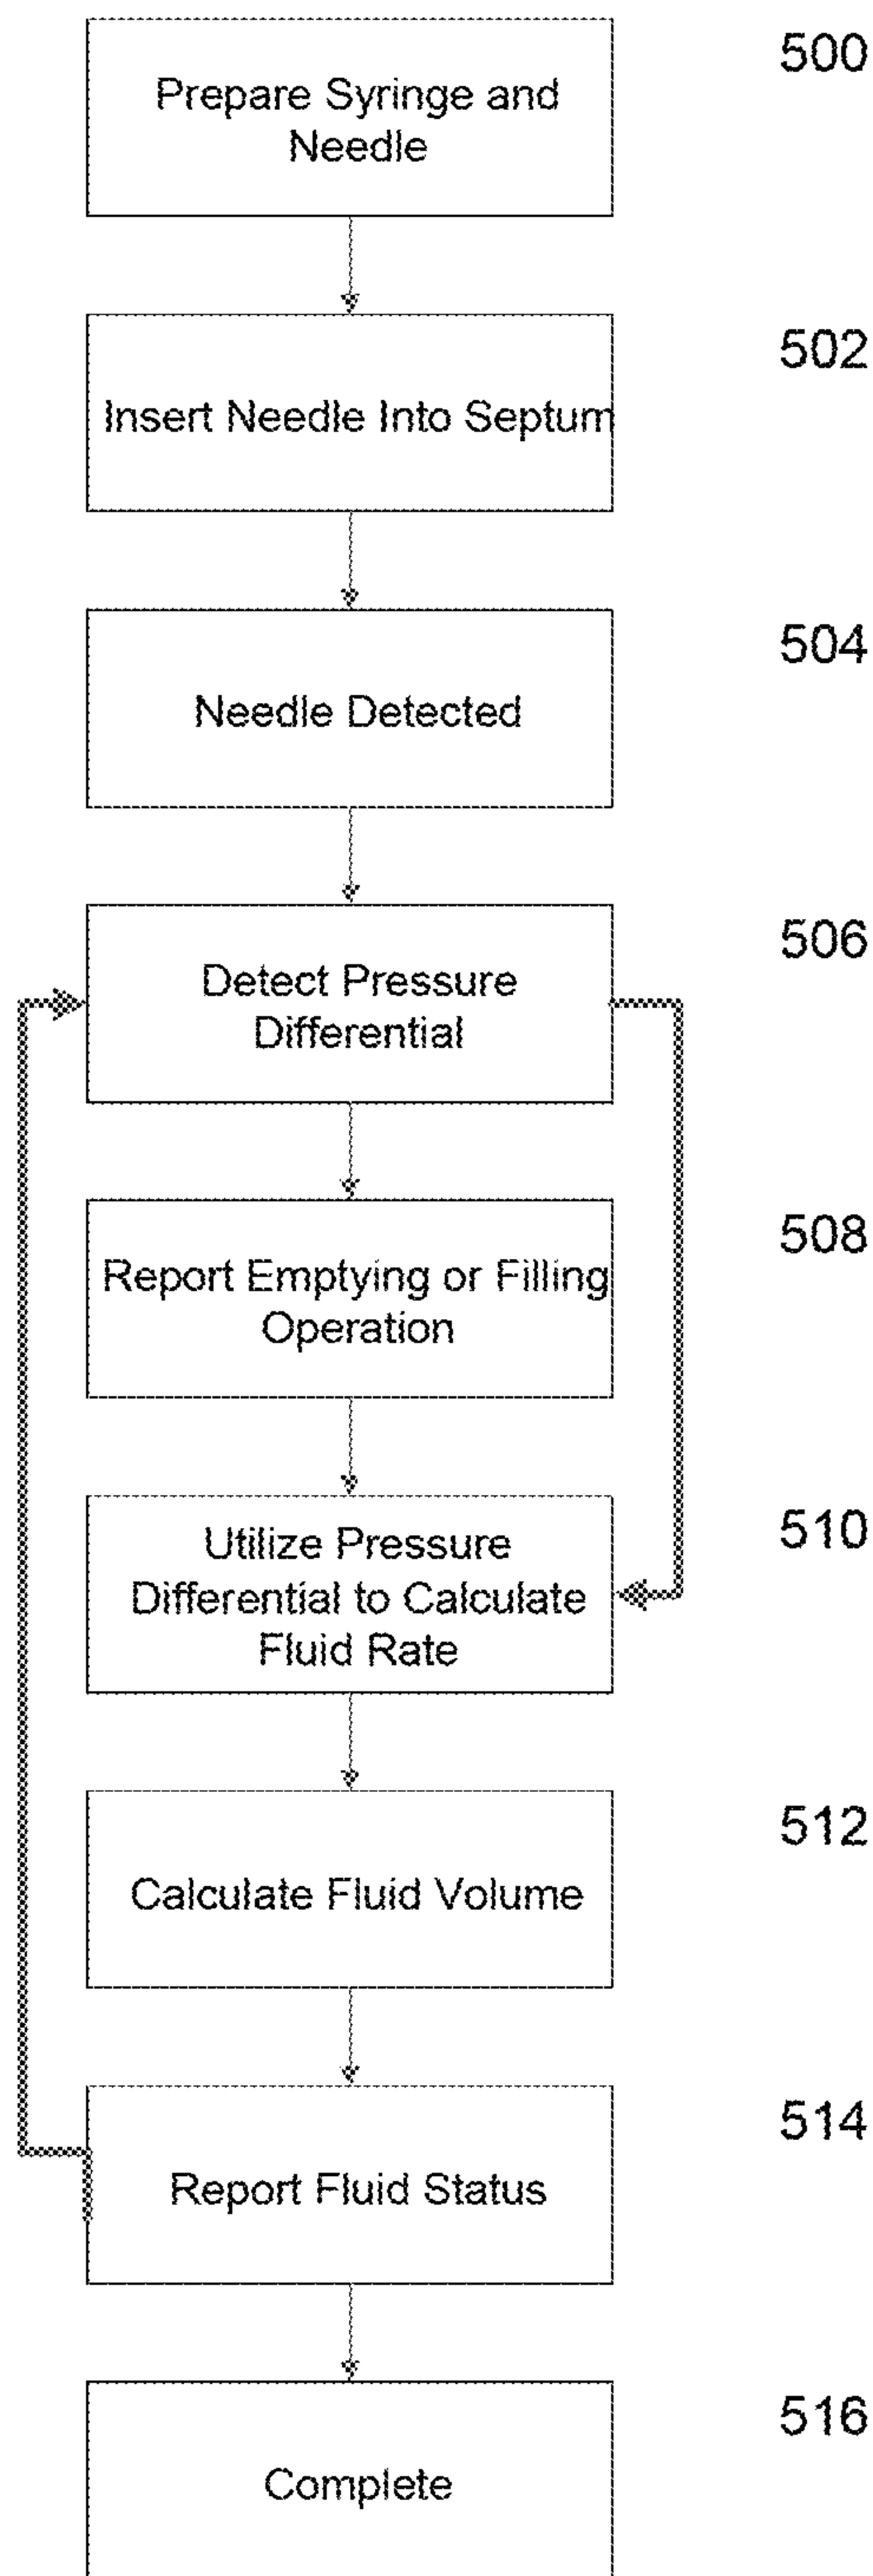 500
Prepare Syringe and
Needle
502
Insert Needle Into Septum
504
Needle Detected
506
Detect Pressure
Differential
508
Report Emptying or Filling
Operation
510
Utilize Pressure
Differential to Calculate
Fluid Rate
512
Calculate Fluid Volume
514
Report Fluid Status
516
Complete